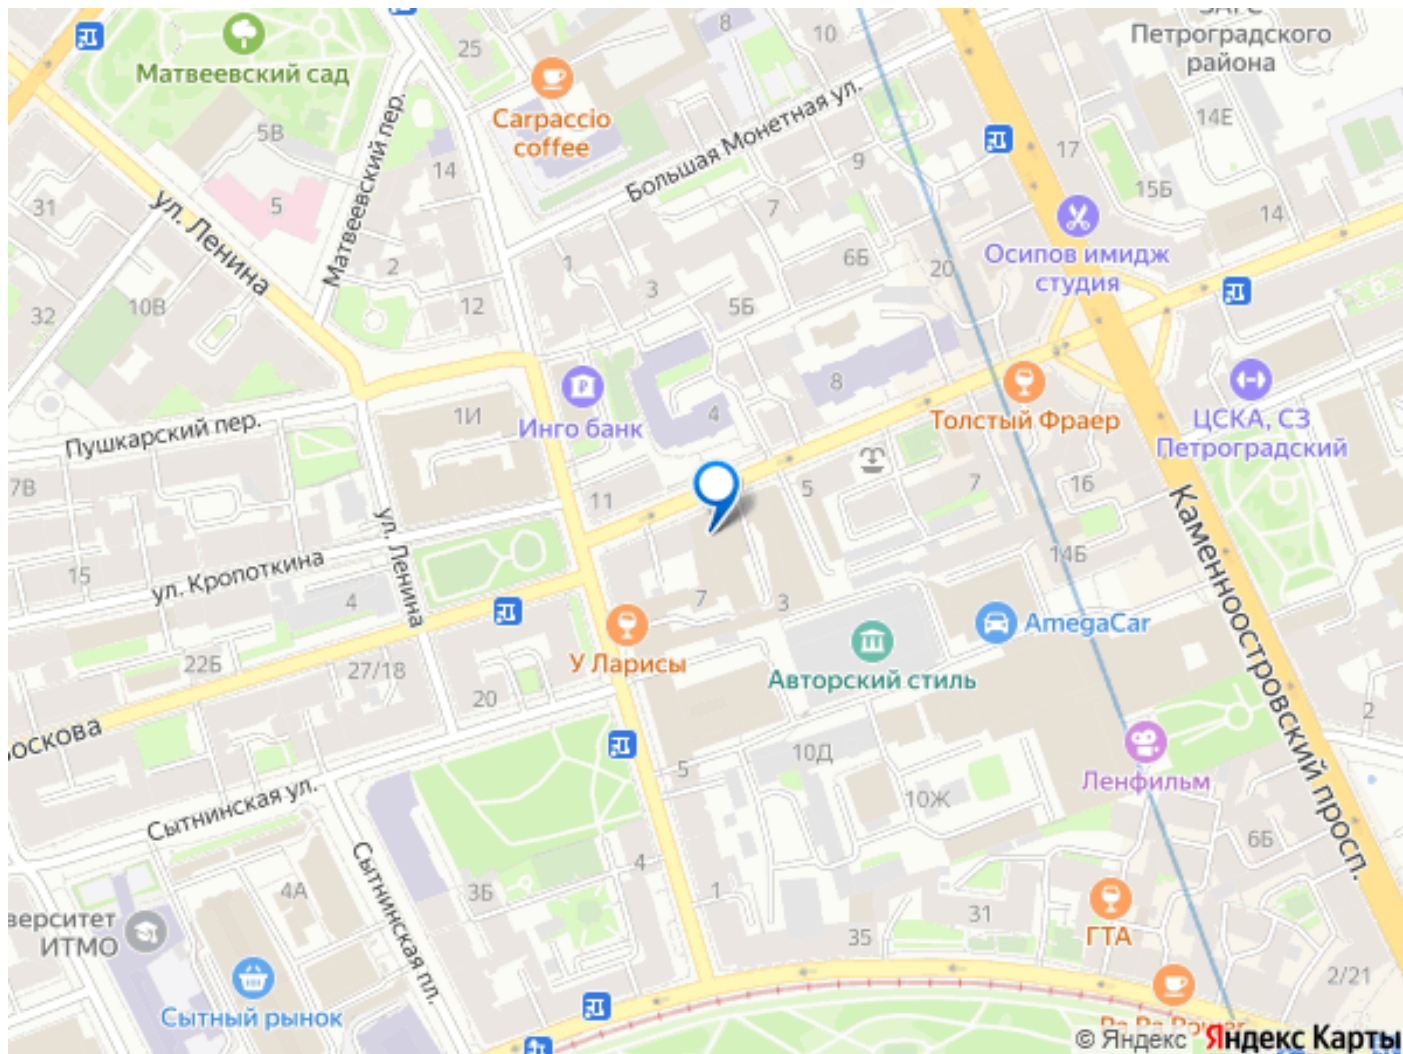 ЗАГС
Петроградского
района
8
10
25
Матвеевский сад
Carpaccio
coffee
Большая Монетная ул.
14Е
5В
Матвеевский пер.
14
9
17
15Б
31
5
7
14
ул. Ленина
Осипов имидж
студия
2
1
6Б
20
3
32
10В
12
5Б
Инго банк
8
4
Толстый Фраер
ЦСКА, СЗ
Петроградский
1И
Пушкарский пер.
7В
11
5
7
16
Каменноостровский просп.
ул. Ленина
14Б
15
ул. Кропоткина
4
7
3
AmegaCar
У Ларисы
Авторский стиль
22Б
27/18
20
2
10Д
5
Ленфильм
10Ж
Сытнинская ул.
6Б
4
Сытнинская пл.
4А
3Б
1
31
ИТМО
35
ГТА
2/21
Сытный рынок
© Яндекс Яндекс Карты